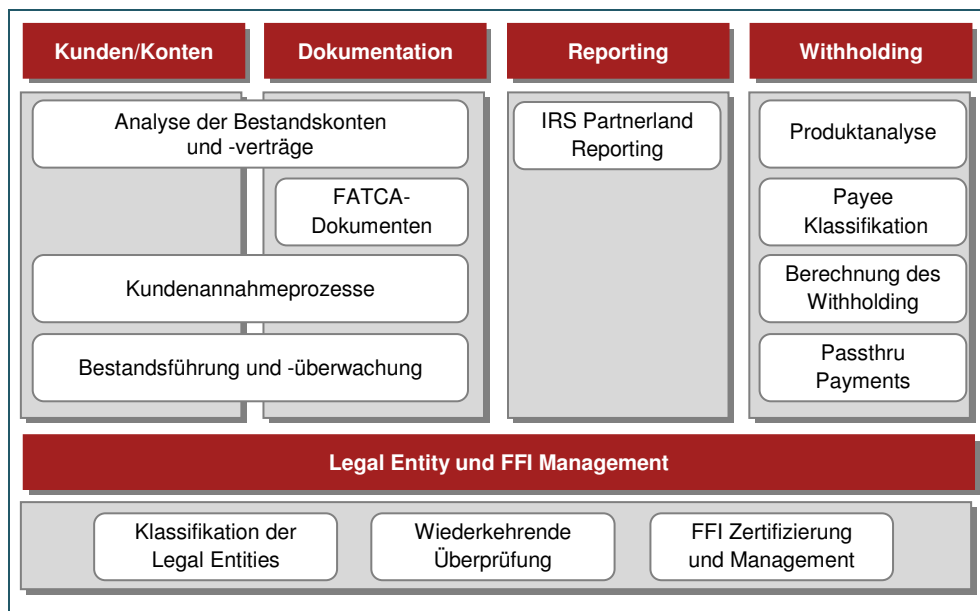 Kunden/Konten
Dokumentation
Reporting
Withholding
Analyse der Bestandskonten
und -verträge
FATCA-
Dokumenten
Kundenannahmeprozesse
Bestandsführung und -überwachung
IRS Partnerland
Reporting
Produktanalyse
Payee
Klassifikation
Berechnung des
Withholding
Passthru
Payments
Legal Entity und FFI Management
Klassifikation der
Legal Entities
Wiederkehrende
Überprüfung
FFI Zertifizierung
und Management